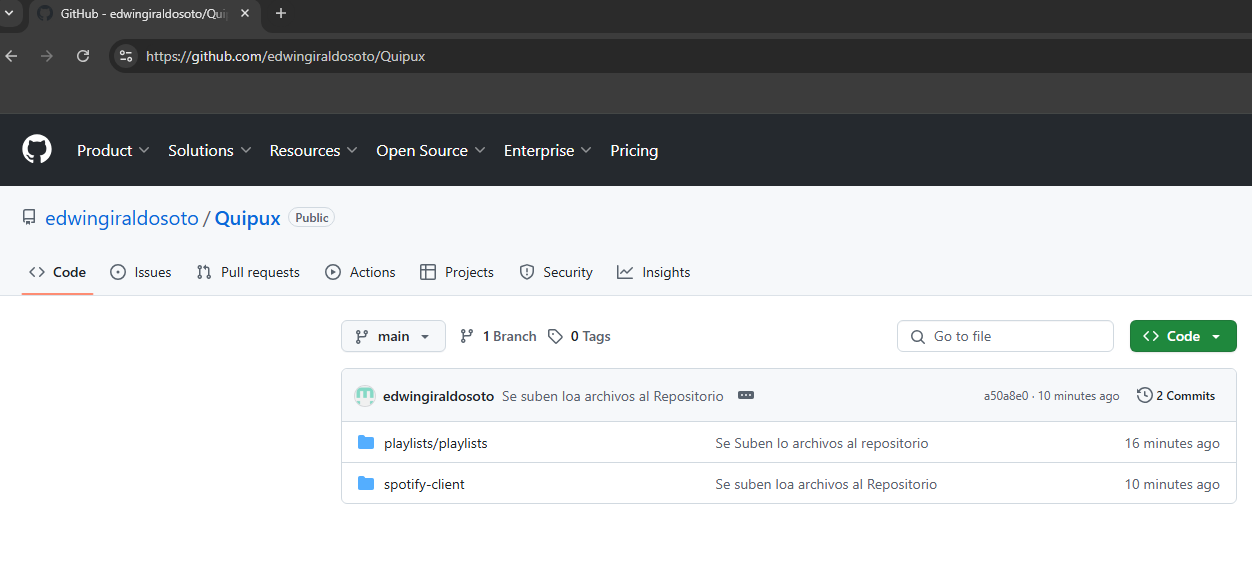 GitHub - edwingiraldosoto/Qui
https://github.com/edwingiraldosoto/Quipux
Product Solutions Resources Open Source Enterprise Pricing
edwingiraldosoto / Quipux Public
Code Issues Pull requests Actions Projects Security Insights
main 1 Branch 0 Tags Go to file Code
edwingiraldosoto Se suben loa archivos al Repositorio a50a8e0 · 10 minutes ago 2 Commits
playlists/playlists Se Suben lo archivos al repositorio 16 minutes ago
spotify-client Se suben loa archivos al Repositorio 10 minutes ago